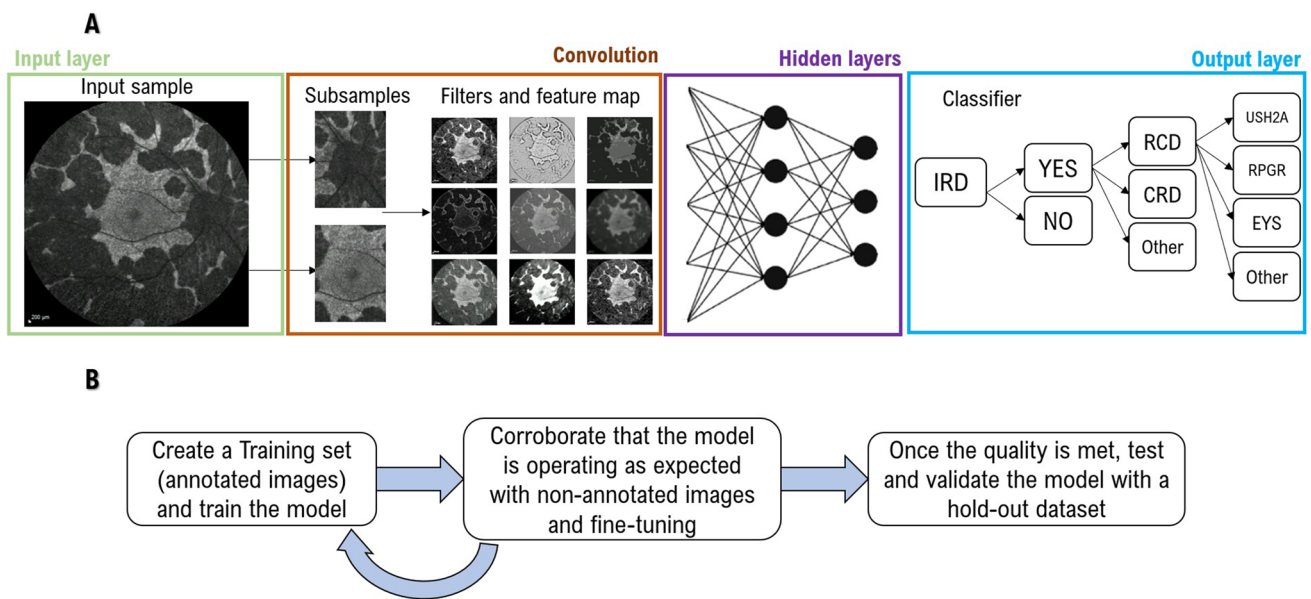 A
Input layer
Convolution
Hidden layers
Output layer
Input sample
200 µm
Subsamples
Filters and feature map
Classifier
IRD
YES
NO
RCD
CRD
Other
USH2A
RPGR
EYS
Other
B
Create a Training set
(annotated images)
and train the model
Corroborate that the model
is operating as expected
with non-annotated images
and fine-tuning
Once the quality is met, test
and validate the model with a
hold-out dataset